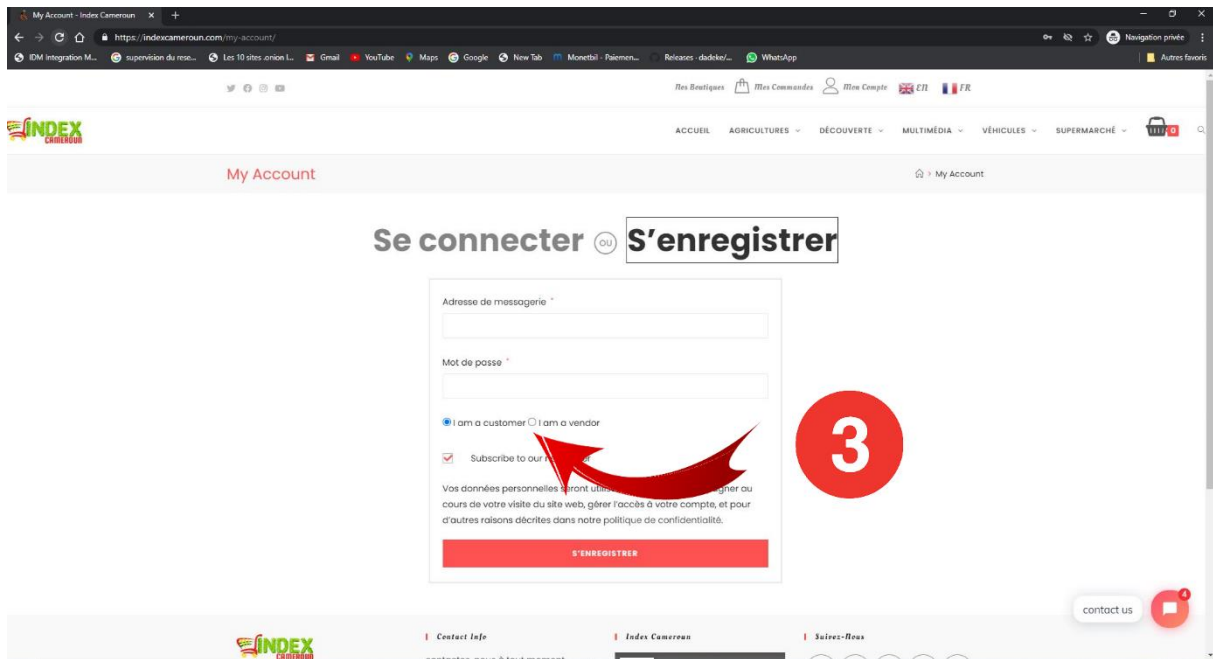 My Account - Index Cameroun
https://indexcameroun.com/my-account/
Navigation privée
IDM Integration M...
supervision du rese...
Les 10 sites .onion l...
Gmail
YouTube
Maps
Google
New Tab
Monetbil - Paiemen...
Releases · dadeke/...
WhatsApp
Autres favoris
Mes Boutiques
Mes Commandes
Mon Compte
EN
FR
INDEX
CAMEROUN
ACCUEIL
AGRICULTURES
DÉCOUVERTE
MULTIMÉDIA
VÉHICULES
SUPERMARCHÉ
0
My Account
> My Account
Se connecter OU S'enregistrer
Adresse de messagerie *
Mot de passe *
I am a customer I am a vendor
3
Subscribe to our
Vos données personnelles seront
cours de votre visite du site web, gérer l'accès à votre compte, et pour
d'autres raisons décrites dans notre politique de confidentialité.
S'ENREGISTRER
contact us
4
INDEX
CAMEROUN
Contact Info
Index Cameroun
Suivez-Nous
contactez-nous à tout moment